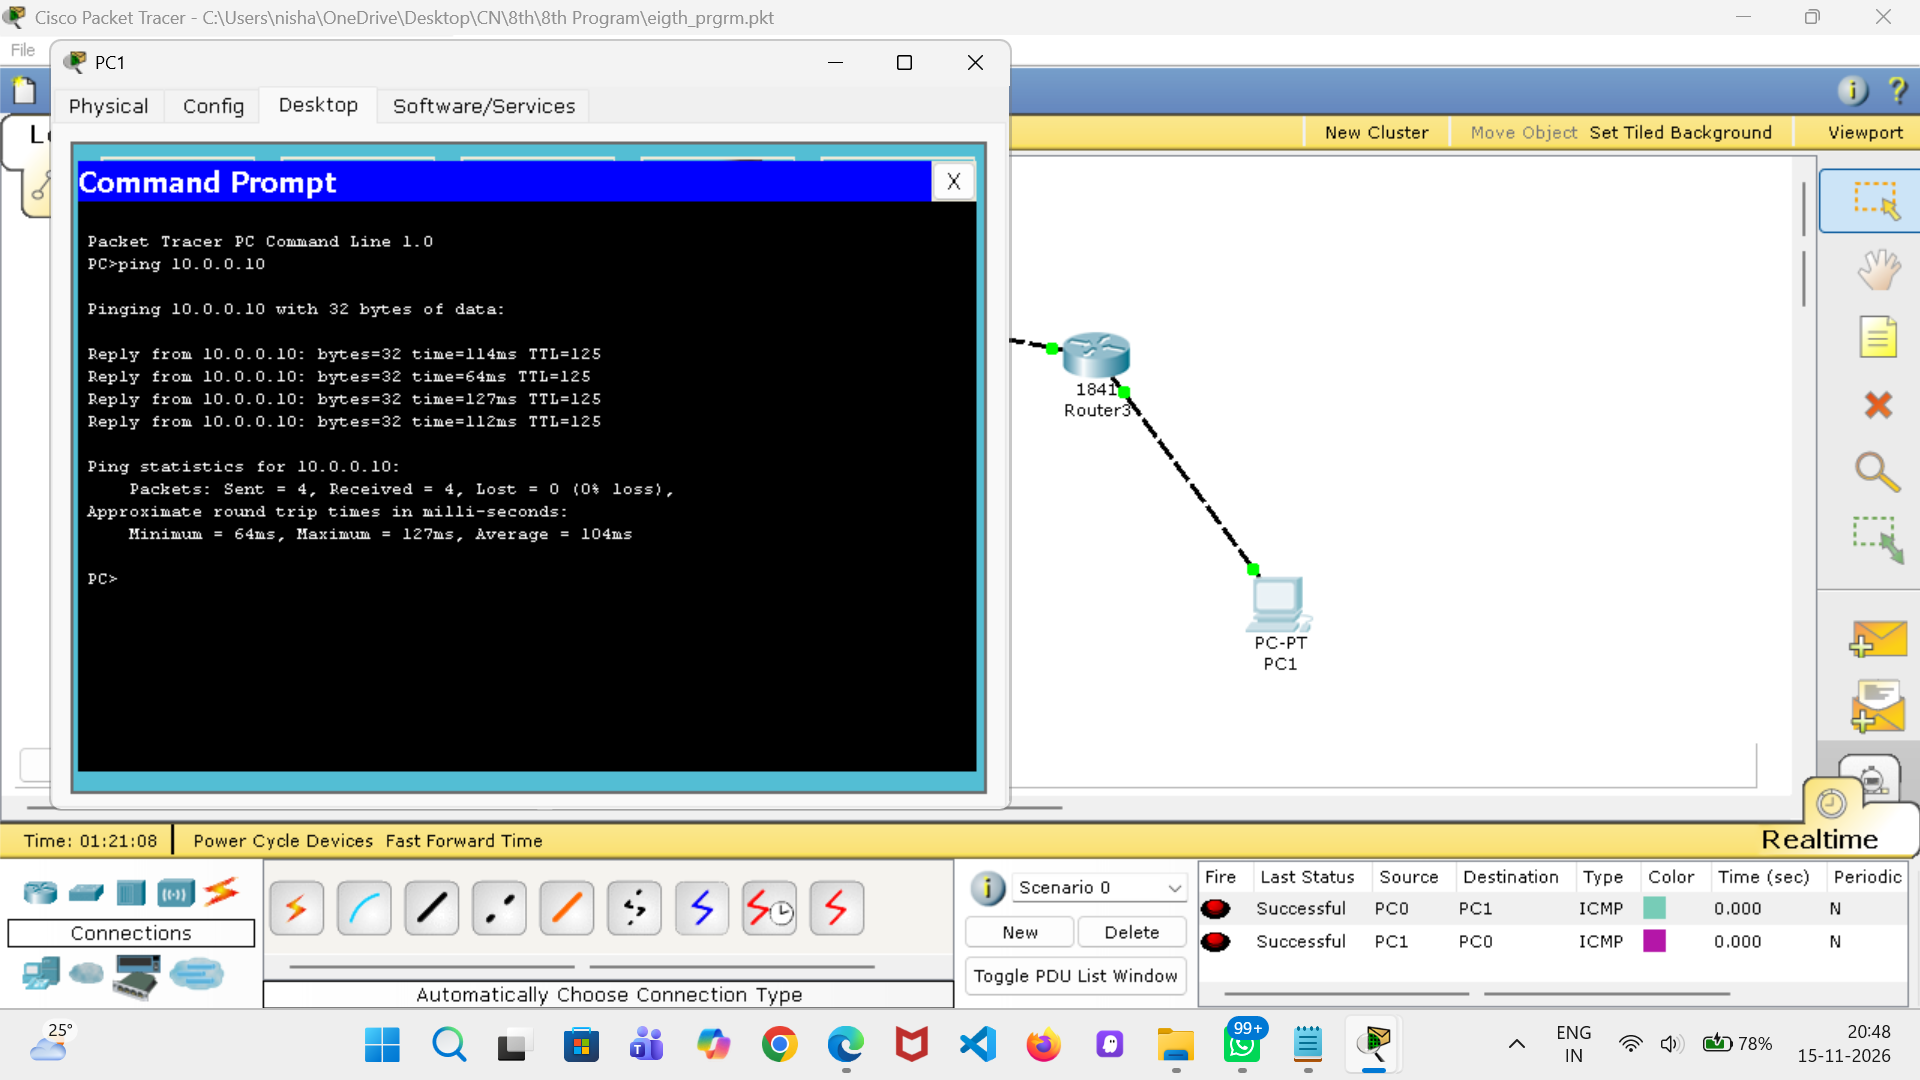 Cisco Packet Tracer - C:\Users\nisha\OneDrive\Desktop\CN\8th\8th Program\eigth_prgrm.pkt
File
PC1
Physical Config Desktop Software/Services
New Cluster Move Object Set Tiled Background Viewport
Command Prompt X
Packet Tracer PC Command Line 1.0
PC>ping 10.0.0.10
Pinging 10.0.0.10 with 32 bytes of data:
Reply from 10.0.0.10: bytes=32 time=114ms TTL=125
Reply from 10.0.0.10: bytes=32 time=64ms TTL=125
Reply from 10.0.0.10: bytes=32 time=127ms TTL=125
Reply from 10.0.0.10: bytes=32 time=112ms TTL=125
Ping statistics for 10.0.0.10:
Packets: Sent = 4, Received = 4, Lost = 0 (0% loss),
Approximate round trip times in milli-seconds:
Minimum = 64ms, Maximum = 127ms, Average = 104ms
PC>
1841
Router3
PC-PT
PC1
Time: 01:21:08 Power Cycle Devices Fast Forward Time
Realtime
Connections
Automatically Choose Connection Type
Scenario 0
New Delete
Toggle PDU List Window
Fire Last Status Source Destination Type Color Time (sec) Periodic
Successful PC0 PC1 ICMP 0.000 N
Successful PC1 PC0 ICMP 0.000 N
25°
99+
ENG
IN
78%
20:48
15-11-2026